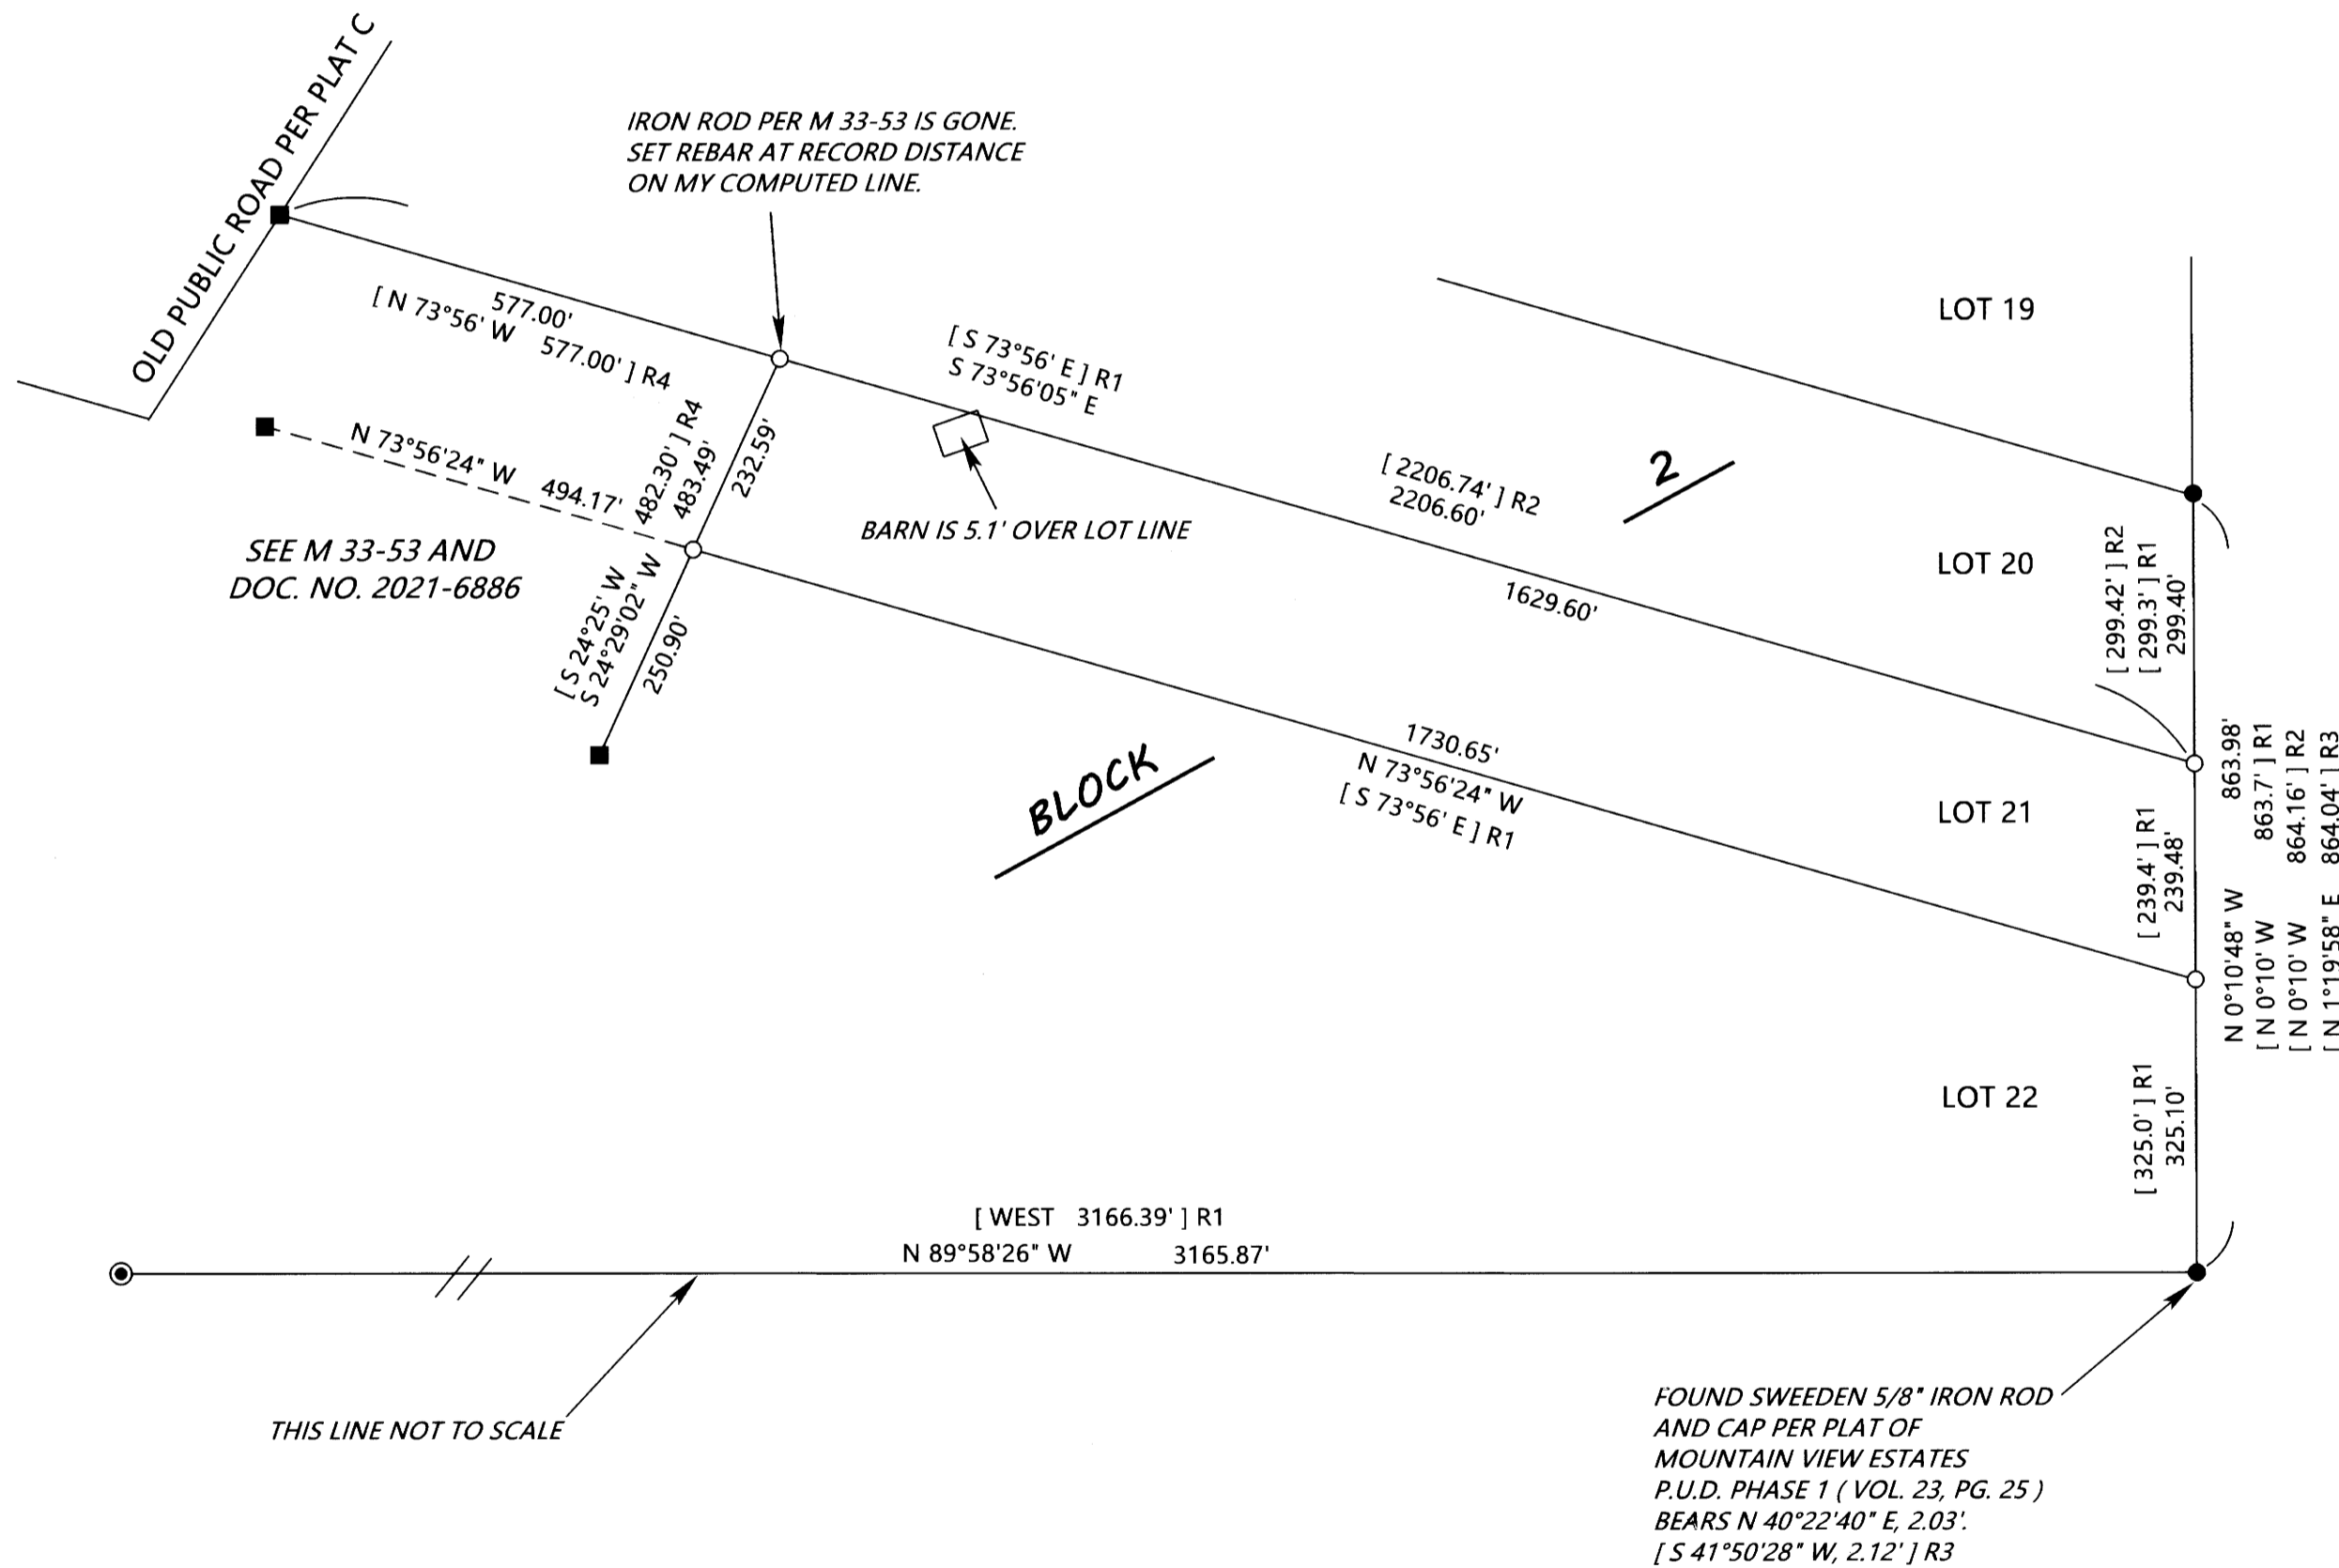 OLD PUBLIC ROAD PER PLAT C
IRON ROD PER M 33-53 IS GONE.
SET REBAR AT RECORD DISTANCE
ON MY COMPUTED LINE.
577.00'
[ N 73°56' W 577.00' ] R4
[ S 73°56' E ] R1
S 73°56'05" E
LOT 19
N 73°56'24" W 494.17'
482.30' ] R4
483.49'
232.59'
BARN IS 5.1' OVER LOT LINE
[ 2206.74' ] R2
2206.60'
2
1629.60'
LOT 20
[ 299.42' ] R2
[ 299.3' ] R1
299.40'
SEE M 33-53 AND
DOC. NO. 2021-6886
[ S 24°25' W
S 24°29'02" W
250.90'
BLOCK
1730.65'
N 73°56'24" W
[ S 73°56' E ] R1
LOT 21
[ 239.4' ] R1
239.48'
N 0°10'48" W 863.98'
[ N 0°10' W 863.7' ] R1
[ N 0°10' W 864.16' ] R2
[ N 1°19'58" E 864.04' ] R3
LOT 22
[ 325.0' ] R1
325.10'
[ WEST 3166.39' ] R1
N 89°58'26" W 3165.87'
THIS LINE NOT TO SCALE
FOUND SWEEDEN 5/8" IRON ROD
AND CAP PER PLAT OF
MOUNTAIN VIEW ESTATES
P.U.D. PHASE 1 ( VOL. 23, PG. 25 )
BEARS N 40°22'40" E, 2.03'.
[ S 41°50'28" W, 2.12' ] R3